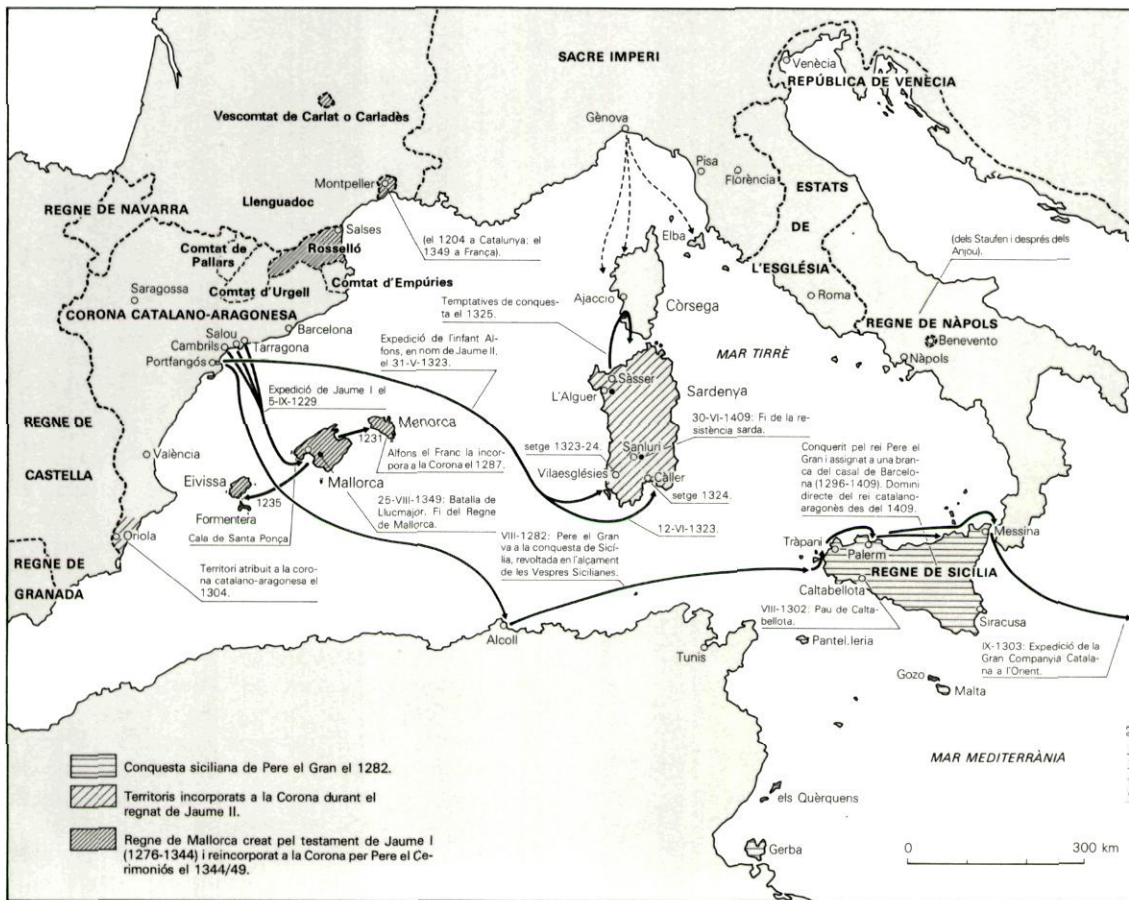 SACRE IMPERI
Venècia
REPÚBLICA DE VENÈCIA
Vescomtat de Carlat o Carladès
Gènova
Pisa
Florència
Montpeller
REGNE DE NAVARRA
Llenguadoc
ESTATS
DE
L'ESGLÉSIA
(el 1204 a Catalunya; el
1349 a França).
Salses
Rosselló
Comtat de
Pallars
Elba
(dels Staufen i després dels
Anjou).
Comtat d'Urgell
Comtat d'Empúries
Saragossa
Ajaccio
Còrsega
Roma
CORONA CATALANO-ARAGONESA
Temptatives de conques-
ta el 1325.
REGNE DE NÀPOLS
Benevento
Nàpols
Barcelona
Salou
Cambrils
Tarragona
Portfangós
Expedició de l'infant Al-
fons, en nom de Jaume II,
el 31-V-1323.
MAR TIRRÈ
Sàsser
L'Alguer
Sardenya
Expedició de Jaume I el
5-IX-1229.
30-VI-1409: Fi de la re-
sistència sarda.
REGNE
DE
CASTELLA
Menorca
1231
Alfons el Franc la incor-
pora a la Corona el 1287.
setge 1323-24.
Sanluri
Conquerit pel rei Pere el
Gran i assignat a una bran-
ca del casal de Barcelo-
na (1296-1409). Domini
directe del rei catalano-
aragonès des del 1409.
València
Vilaesglésies
Càller
setge 1324.
Eivissa
Mallorca
1235
Formentera
25-VIII-1349: Batalla de
Llucmajor. Fi del Regne
de Mallorca.
Cala de Santa Ponça
12-VI-1323.
Oriola
VIII-1282: Pere el Gran
va a la conquesta de Sicí-
lia, revoltada en l'alçament
de les Vespres Sicilianes.
Messina
Tràpani
Palerm
REGNE DE SICÍLIA
REGNE DE
GRANADA
Territori atribuït a la coro-
na catalano-aragonesa el
1304.
Caltabellota
VIII-1302: Pau de Calta-
bellota.
Siracusa
Alcoll
Tunis
Pantel.leria
IX-1303: Expedició de la
Gran Companyia Catala-
na a l'Orient.
Gozo
Malta
MAR MEDITERRÀNIA
els Quèrquens
Gerba
0 300 km
Conquesta siciliana de Pere el Gran el 1282.
Territoris incorporats a la Corona durant el
regnat de Jaume II.
Regne de Mallorca creat pel testament de Jaume I
(1276-1344) i reincorporat a la Corona per Pere el Ce-
rimoniós el 1344/49.